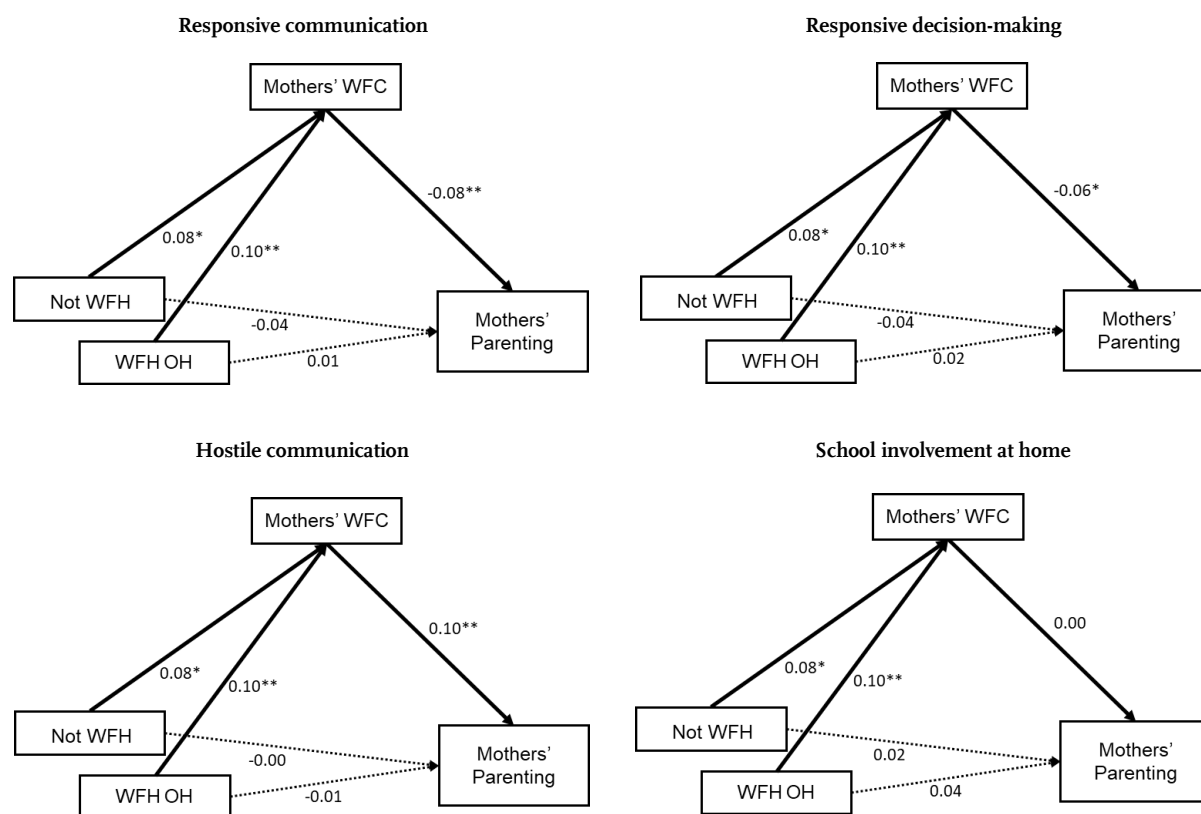 Responsive communication
Mothers' WFC
-0.08**
0.08*
0.10**
Not WFH
-0.04
Mothers'
Parenting
WFH OH
0.01
Responsive decision-making
Mothers' WFC
-0.06*
0.08*
0.10**
Not WFH
-0.04
Mothers'
Parenting
WFH OH
0.02
Hostile communication
Mothers' WFC
0.10**
0.08*
0.10**
Not WFH
-0.00
Mothers'
Parenting
WFH OH
-0.01
School involvement at home
Mothers' WFC
0.00
0.08*
0.10**
Not WFH
0.02
Mothers'
Parenting
WFH OH
0.04